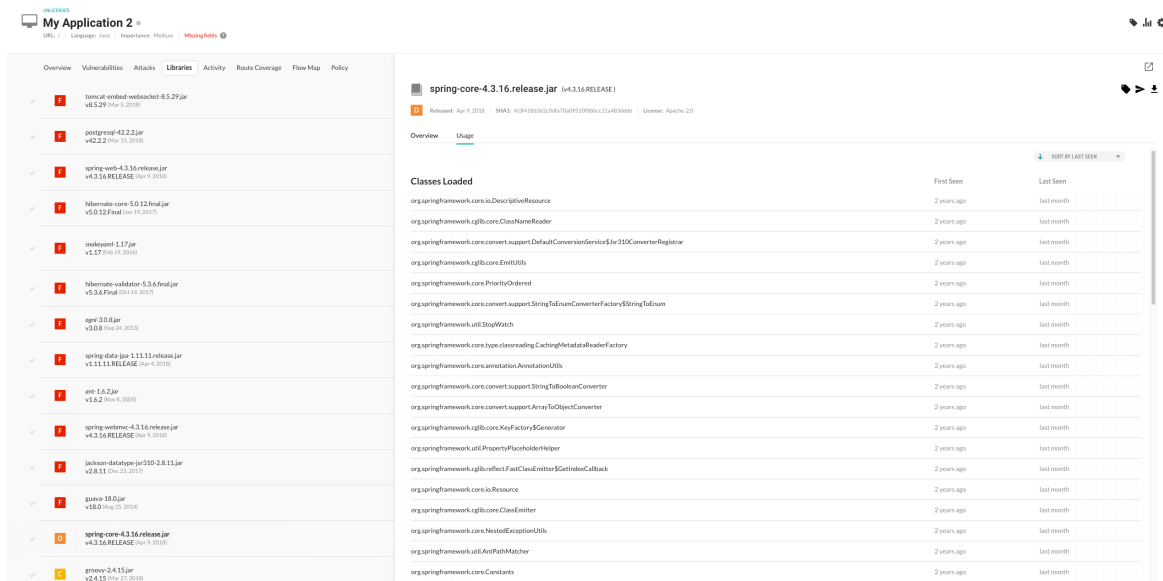 UNLICENSED
My Application 2
URL: / | Language: Java | Importance: Medium | Missing fields ?
Overview Vulnerabilities Attacks Libraries Activity Route Coverage Flow Map Policy
F tomcat-embed-websocket-8.5.29.jar
v8.5.29 (Mar 5, 2018)
F postgresql-42.2.2.jar
v42.2.2 (Mar 15, 2018)
F spring-web-4.3.16.release.jar
v4.3.16.RELEASE (Apr 9, 2018)
F hibernate-core-5.0.12.final.jar
v5.0.12.Final (Jan 19, 2017)
F snakeyaml-1.17.jar
v1.17 (Feb 19, 2016)
F hibernate-validator-5.3.6.final.jar
v5.3.6.Final (Oct 19, 2017)
F ognl-3.0.8.jar
v3.0.8 (Sep 24, 2013)
F spring-data-jpa-1.11.11.release.jar
v1.11.11.RELEASE (Apr 4, 2018)
F ant-1.6.2.jar
v1.6.2 (Nov 8, 2005)
F spring-webmvc-4.3.16.release.jar
v4.3.16.RELEASE (Apr 9, 2018)
F jackson-datatype-jsr310-2.8.11.jar
v2.8.11 (Dec 23, 2017)
F guava-18.0.jar
v18.0 (Aug 25, 2014)
D spring-core-4.3.16.release.jar
v4.3.16.RELEASE (Apr 9, 2018)
C groovy-2.4.15.jar
v2.4.15 (Mar 27, 2018)
spring-core-4.3.16.release.jar (v4.3.16.RELEASE )
D Released: Apr 9, 2018 | SHA1: | License: Apache-2.0
Overview Usage
SORT BY LAST SEEN
Classes Loaded First Seen Last Seen
org.springframework.core.io.DescriptiveResource 2 years ago last month
org.springframework.cglib.core.ClassNameReader 2 years ago last month
org.springframework.core.convert.support.DefaultConversionService$Jsr310ConverterRegistrar 2 years ago last month
org.springframework.cglib.core.EmitUtils 2 years ago last month
org.springframework.core.PriorityOrdered 2 years ago last month
org.springframework.core.convert.support.StringToEnumConverterFactory$StringToEnum 2 years ago last month
org.springframework.util.StopWatch 2 years ago last month
org.springframework.core.type.classreading.CachingMetadataReaderFactory 2 years ago last month
org.springframework.core.annotation.AnnotationUtils 2 years ago last month
org.springframework.core.convert.support.StringToBooleanConverter 2 years ago last month
org.springframework.core.convert.support.ArrayToObjectConverter 2 years ago last month
org.springframework.cglib.core.KeyFactory$Generator 2 years ago last month
org.springframework.util.PropertyPlaceholderHelper 2 years ago last month
org.springframework.cglib.reflect.FastClassEmitter$GetIndexCallback 2 years ago last month
org.springframework.core.io.Resource 2 years ago last month
org.springframework.cglib.core.ClassEmitter 2 years ago last month
org.springframework.core.NestedExceptionUtils 2 years ago last month
org.springframework.util.AntPathMatcher 2 years ago last month
org.springframework.core.Constants 2 years ago last month